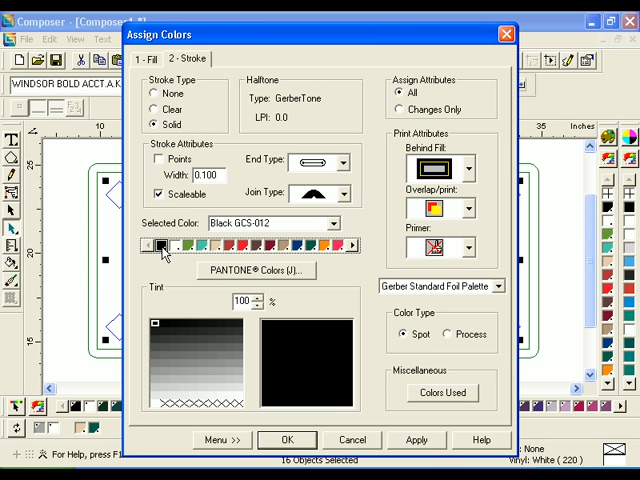 Composer - [Composer1
Assign Colors
File Edit View Text
1 - Fill
2 - Stroke
WINDSOR BOLD ACCT.A.K
Stroke Type
None
Clear
Solid
Halftone
Type: GerberTone
LPI: 0.0
Assign Attributes
All
Changes Only
Stroke Attributes
Points
Width: 0.100
Scaleable
End Type:
Join Type:
Print Attributes
Behind Fill:
Overlap/print:
Primer:
10
35 Inches
25
20
15
Selected Color: Black GCS-012
PANTONE® Colors (J)...
Tint
100 %
Gerber Standard Foil Palette
Color Type
Spot
Process
Miscellaneous
Colors Used
Menu >>
OK
Cancel
Apply
Help
For Help, press F1
16 Objects Selected
: None
Vinyl: White ( 220 )